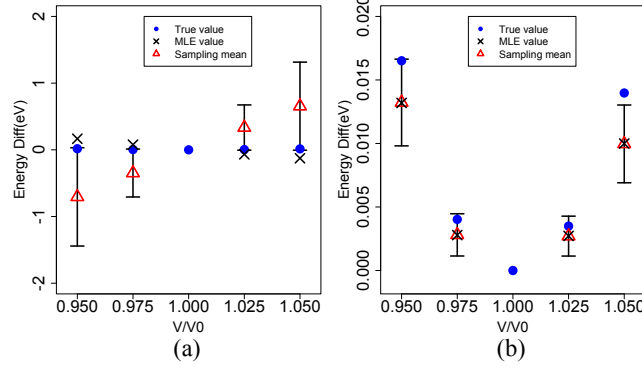 True value
MLE value
Sampling mean
Energy Diff(eV)
2
1
0
-1
-2
0.950 0.975 1.000 1.025 1.050
V/V0
(a)
True value
MLE value
Sampling mean
Energy Diff(eV)
0.020
0.015
0.010
0.005
0.000
0.950 0.975 1.000 1.025 1.050
V/V0
(b)